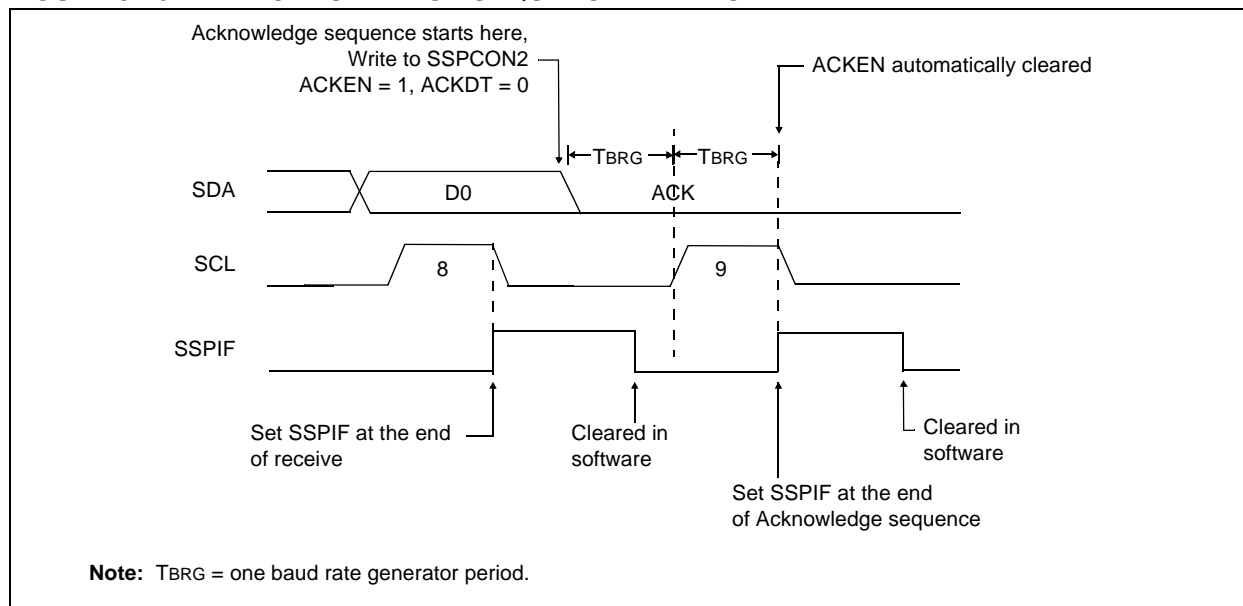 Acknowledge sequence starts here,
Write to SSPCON2
ACKEN = 1, ACKDT = 0
ACKEN automatically cleared
TBRG
TBRG
SDA
D0
ACK
SCL
8
9
SSPIF
Set SSPIF at the end
of receive
Cleared in
software
Cleared in
software
Set SSPIF at the end
of Acknowledge sequence
Note: TBRG = one baud rate generator period.